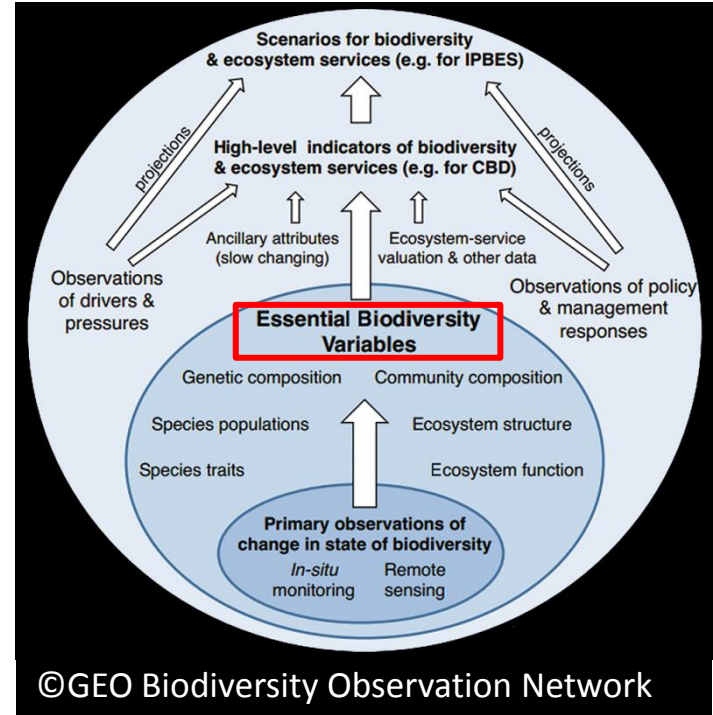 Scenarios for biodiversity
& ecosystem services (e.g. for IPBES)
projections
projections
High-level indicators of biodiversity
& ecosystem services (e.g. for CBD)
Ancillary attributes
(slow changing)
Ecosystem-service
valuation & other data
Observations
of drivers &
pressures
Observations of policy
& management
responses
Essential Biodiversity
Variables
Genetic composition
Community composition
Species populations
Ecosystem structure
Species traits
Ecosystem function
Primary observations of
change in state of biodiversity
In-situ
monitoring
Remote
sensing
©GEO Biodiversity Observation Network